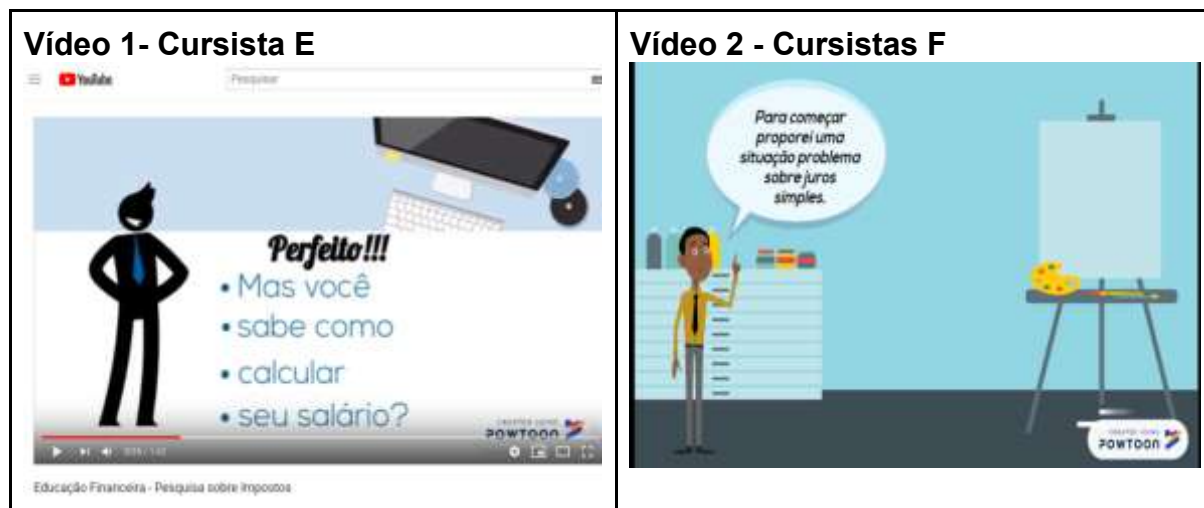 Vídeo 1- Cursista E
YouTube
Pesquisar
Perfeito!!!
• Mas você
• sabe como
• calcular
• seu salário?
POWTOON
Educação Financeira - Pesquisa sobre Impostos
Vídeo 2 - Cursistas F
Para começar
proporei uma
situação problema
sobre juros
simples.
POWTOON